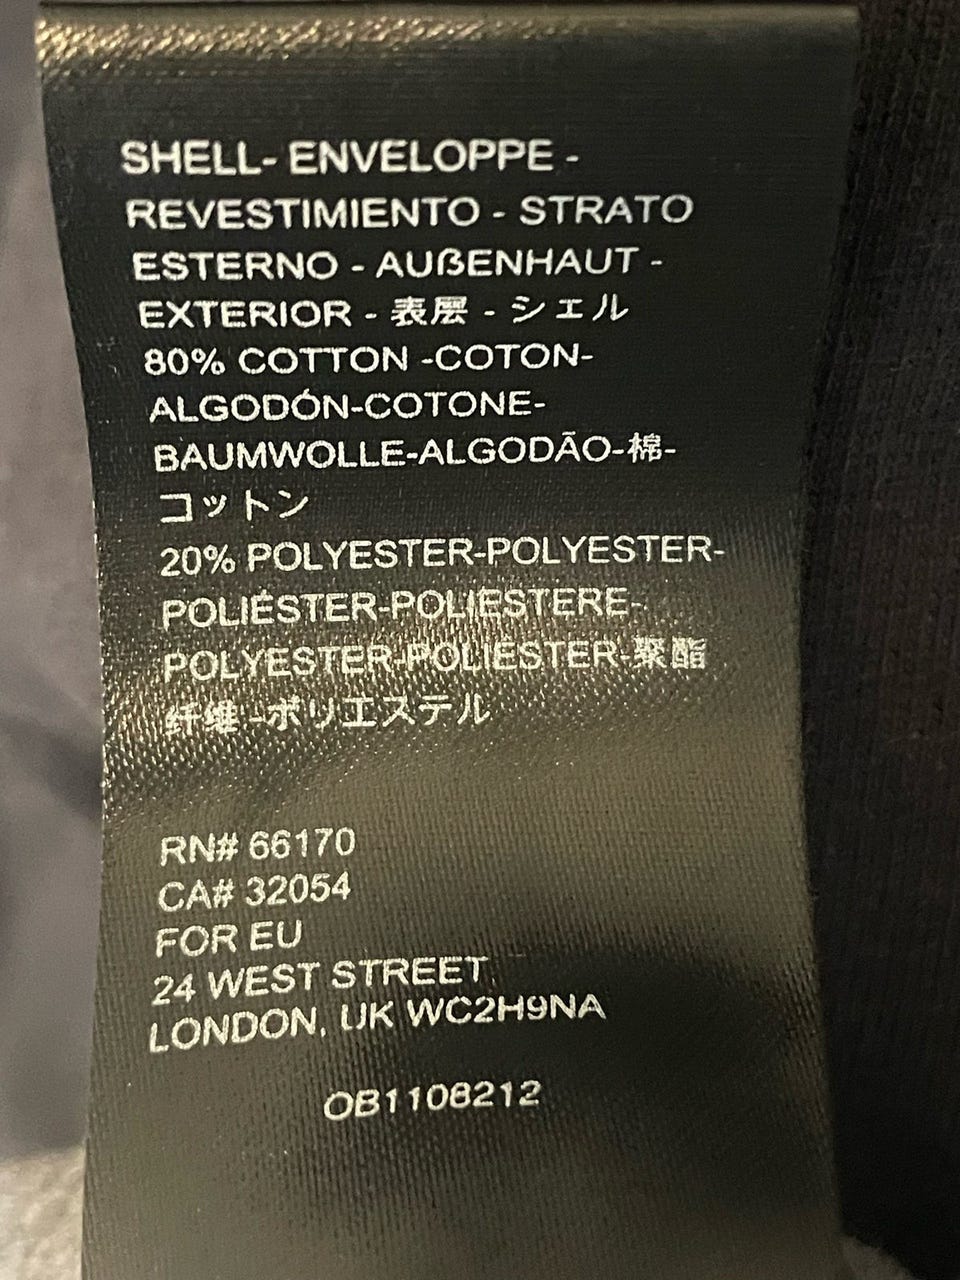 SHELL- ENVELOPPE -
REVESTIMIENTO - STRATO
ESTERNO - AUßENHAUT -
EXTERIOR - 表层 - シェル
80% COTTON -COTON-
ALGODÓN-COTONE-
BAUMWOLLE-ALGODÃO-棉-
コットン
20% POLYESTER-POLYESTER-
POLIÉSTER-POLIESTERE-
POLYESTER-POLIÉSTER-聚酯
纤维-ポリエステル
RN# 66170
CA# 32054
FOR EU
24 WEST STREET,
LONDON, UK WC2H9NA
OB1108212